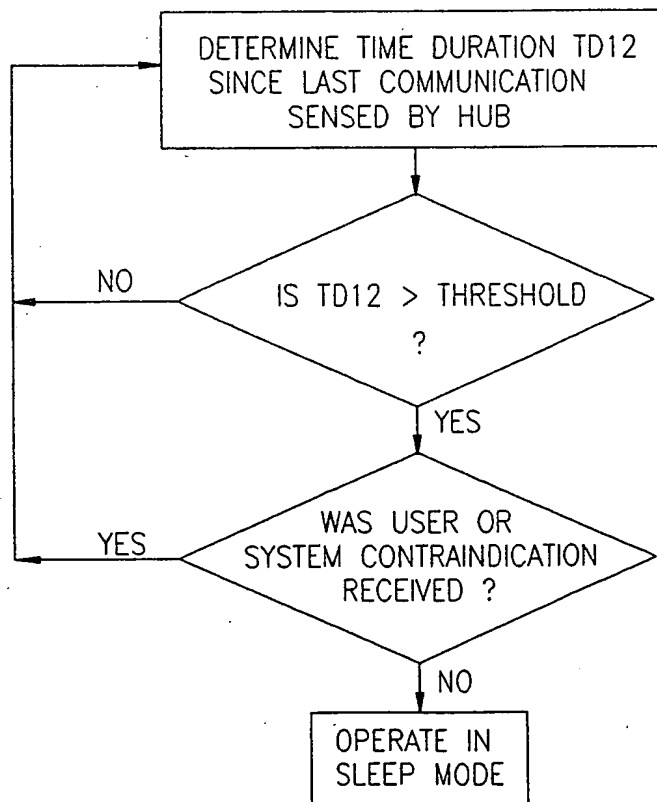 DETERMINE TIME DURATION TD12
SINCE LAST COMMUNICATION
SENSED BY HUB
NO
IS TD12 > THRESHOLD
?
YES
YES
WAS USER OR
SYSTEM CONTRAINDICATION
RECEIVED ?
NO
OPERATE IN
SLEEP MODE